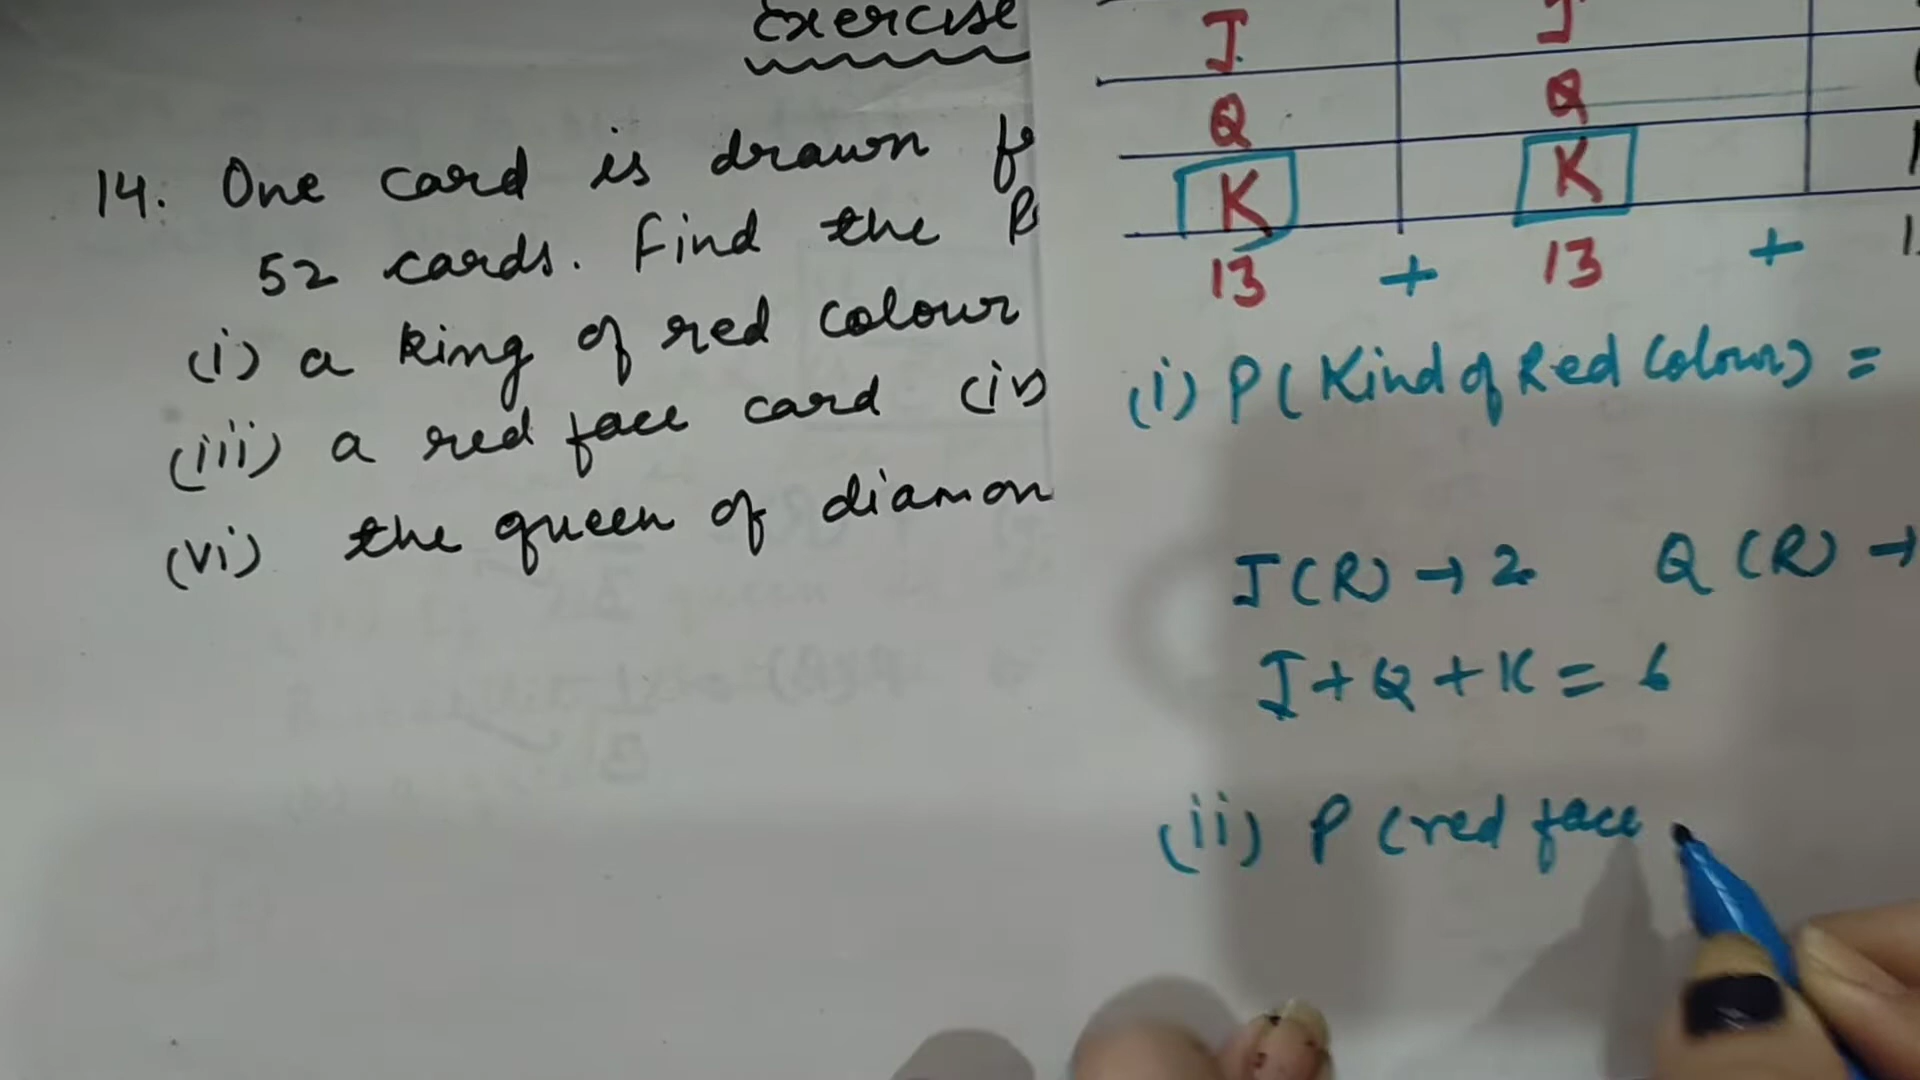 exercise
14. One card is drawn
52 cards. Find the
(i) a king of red colour
(iii) a red face card (iv)
(vi) the queen of diamon
J J
Q Q
K K
13 + 13 +
(i) P(Kind of Red Colour) =
J(R) → 2 Q(R) →
J+Q+K = 6
(ii) P(red face